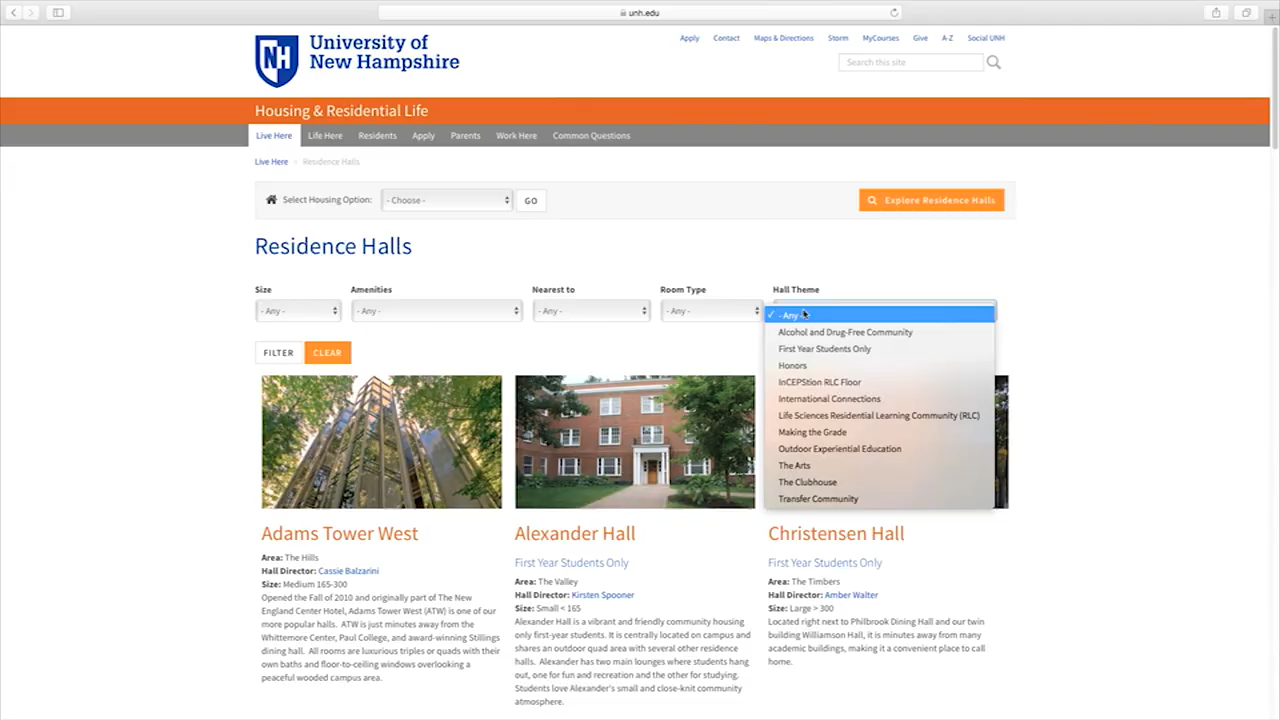 unh.edu
University of
New Hampshire
NH
Apply Contact Maps & Directions Storm MyCourses Give A-Z Social UNH
Search this site
Housing & Residential Life
Live Here Life Here Residents Apply Parents Work Here Common Questions
Live Here » Residence Halls
Select Housing Option: - Choose - GO
Explore Residence Halls
Residence Halls
Size Amenities Nearest to Room Type Hall Theme
- Any - - Any - - Any - - Any -
✓ - Any -
Alcohol and Drug-Free Community
First Year Students Only
Honors
InCEPStion RLC Floor
International Connections
Life Sciences Residential Learning Community (RLC)
Making the Grade
Outdoor Experiential Education
The Arts
The Clubhouse
Transfer Community
FILTER CLEAR
Adams Tower West
Area: The Hills
Hall Director: Cassie Balzarini
Size: Medium 165-300
Opened the Fall of 2010 and originally part of The New
England Center Hotel, Adams Tower West (ATW) is one of our
more popular halls. ATW is just minutes away from the
Whittemore Center, Paul College, and award-winning Stillings
dining hall. All rooms are luxurious triples or quads with their
own baths and floor-to-ceiling windows overlooking a
peaceful wooded campus area.
Alexander Hall
First Year Students Only
Area: The Valley
Hall Director: Kirsten Spooner
Size: Small < 165
Alexander Hall is a vibrant and friendly community housing
only first-year students. It is centrally located on campus and
shares an outdoor quad area with several other residence
halls. Alexander has two main lounges where students hang
out, one for fun and recreation and the other for studying.
Students love Alexander's small and close-knit community
atmosphere.
Christensen Hall
First Year Students Only
Area: The Timbers
Hall Director: Amber Walter
Size: Large > 300
Located right next to Philbrook Dining Hall and our twin
building Williamson Hall, it is minutes away from many
academic buildings, making it a convenient place to call
home.